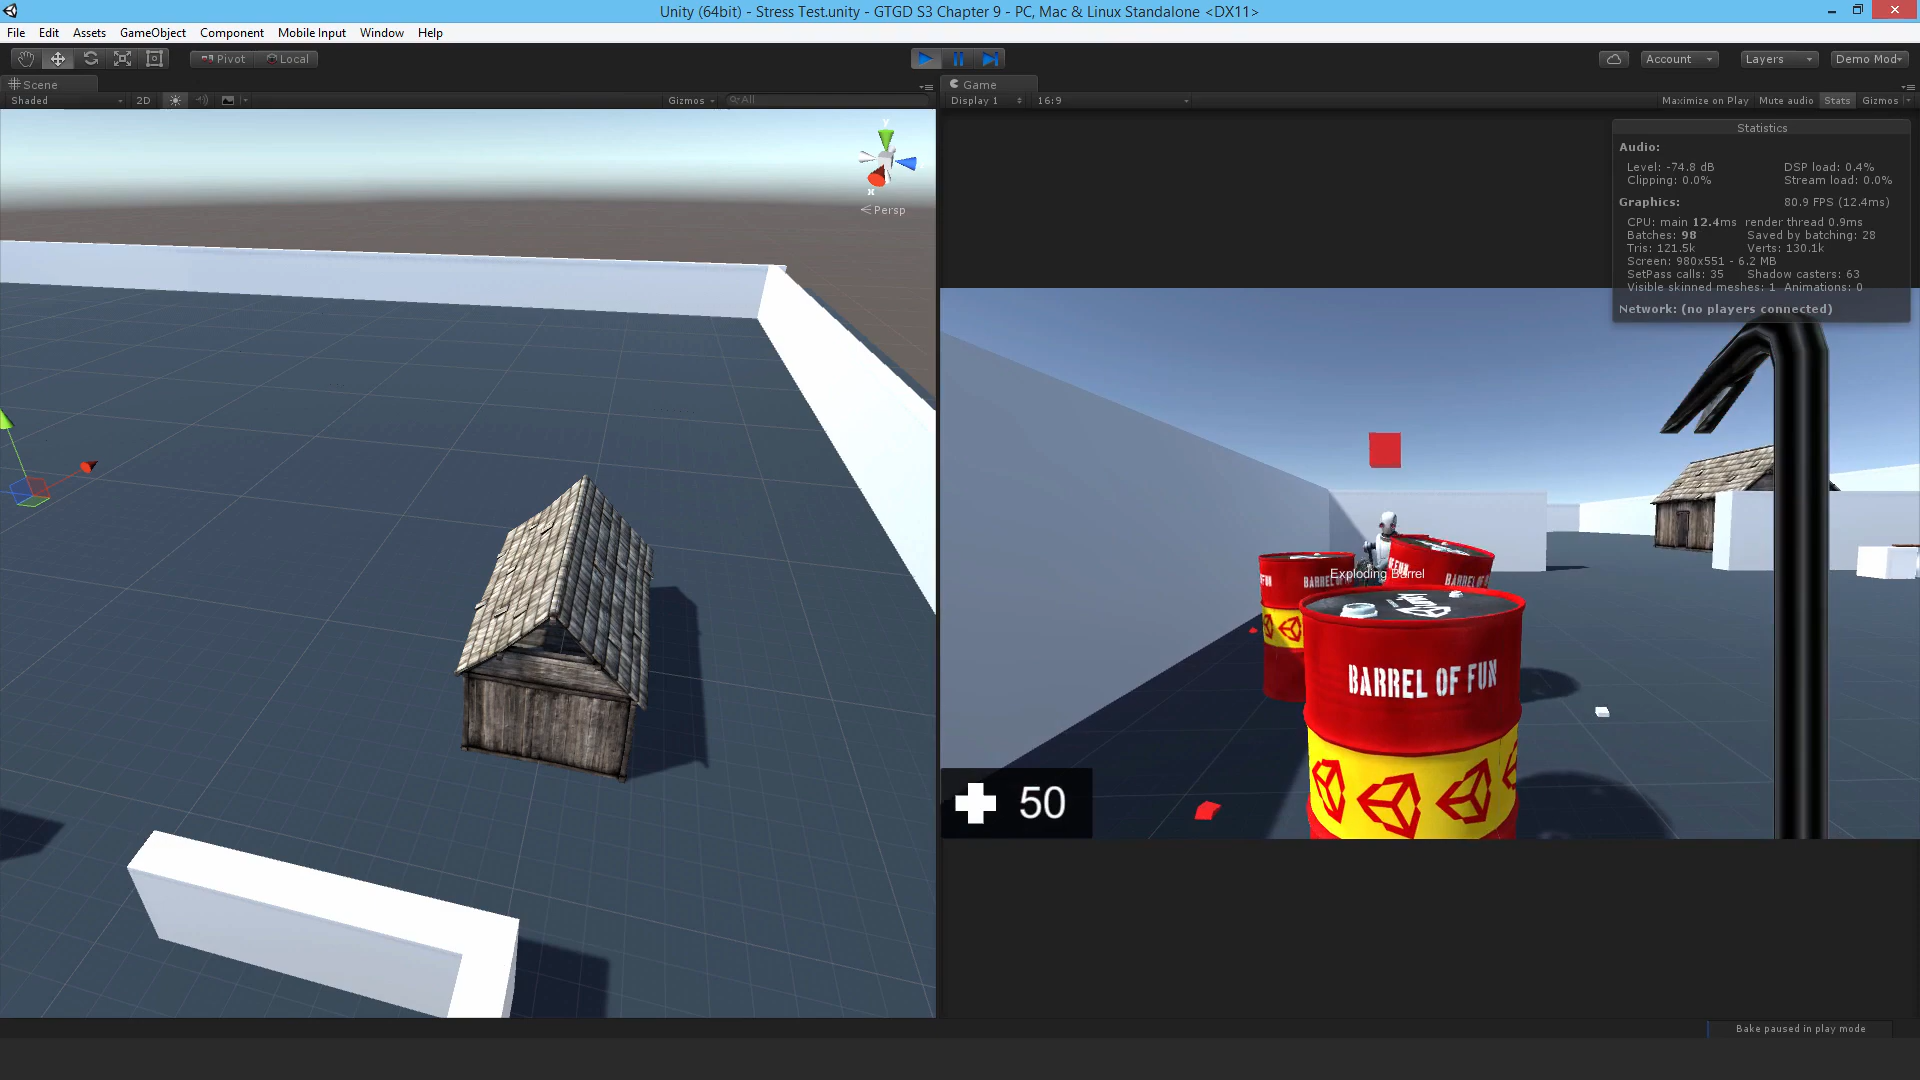 Unity (64bit) - Stress Test.unity - GTGD S3 Chapter 9 - PC, Mac & Linux Standalone <DX11>
File Edit Assets GameObject Component Mobile Input Window Help
Pivot Local Account Layers Demo Mod
Scene
Shaded 2D Gizmos All
Game
Display 1 16:9 Maximize on Play Mute audio Stats Gizmos
y
x
Persp
Statistics
Audio:
Level: -74.8 dB DSP load: 0.4%
Clipping: 0.0% Stream load: 0.0%
Graphics: 80.9 FPS (12.4ms)
CPU: main 12.4ms render thread 0.9ms
Batches: 98 Saved by batching: 28
Tris: 121.5k Verts: 130.1k
Screen: 980x551 - 6.2 MB
SetPass calls: 35 Shadow casters: 63
Visible skinned meshes: 1 Animations: 0
Network: (no players connected)
Exploding Barrel
BARREL OF FUN
50
Bake paused in play mode